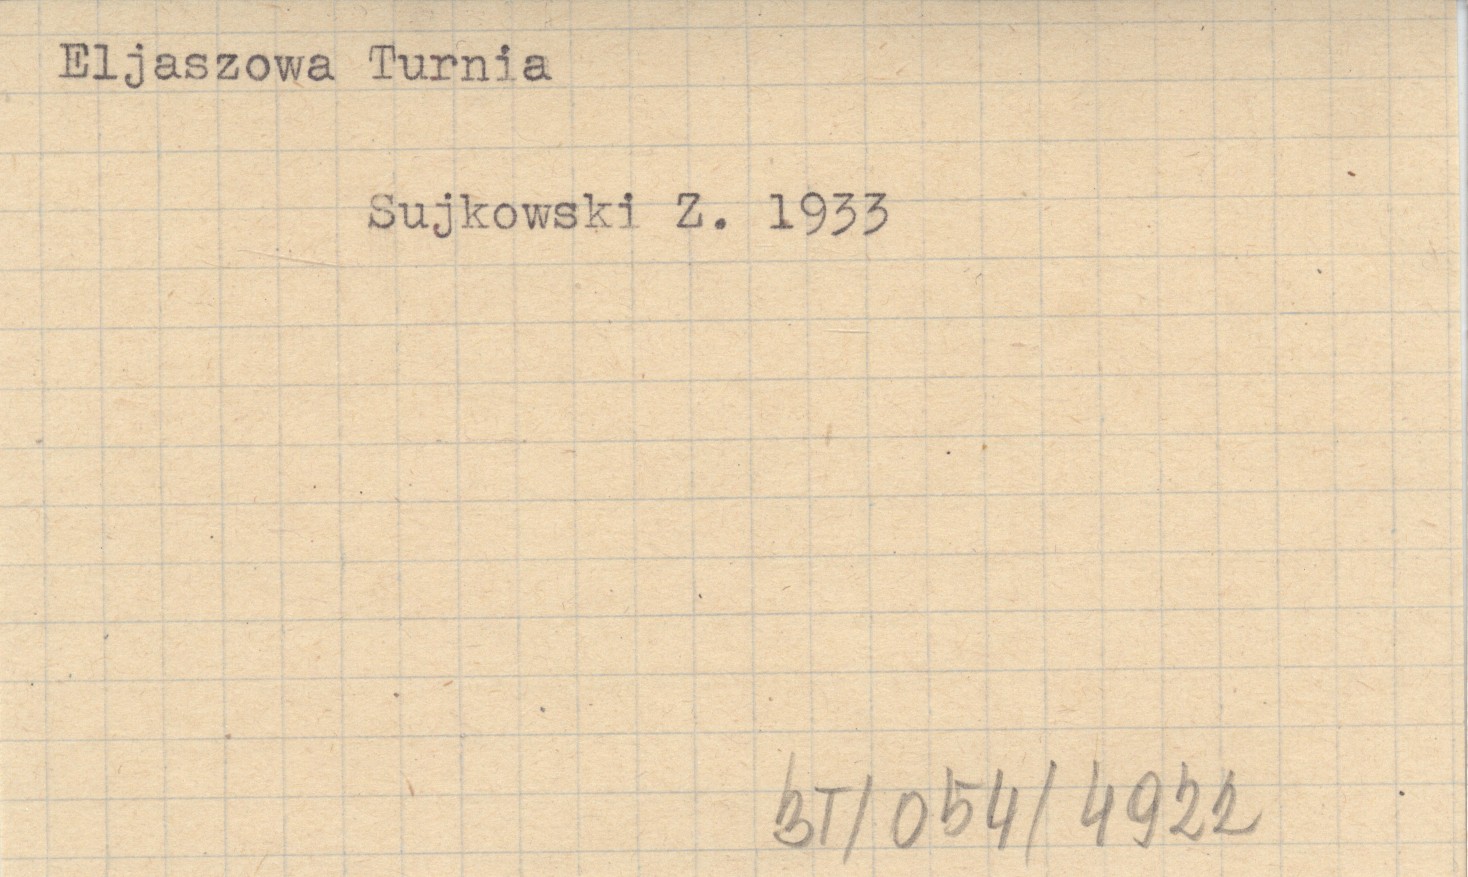 Eljaszowa Turnia
Sujkowski Z. 1933
BT/054/4922